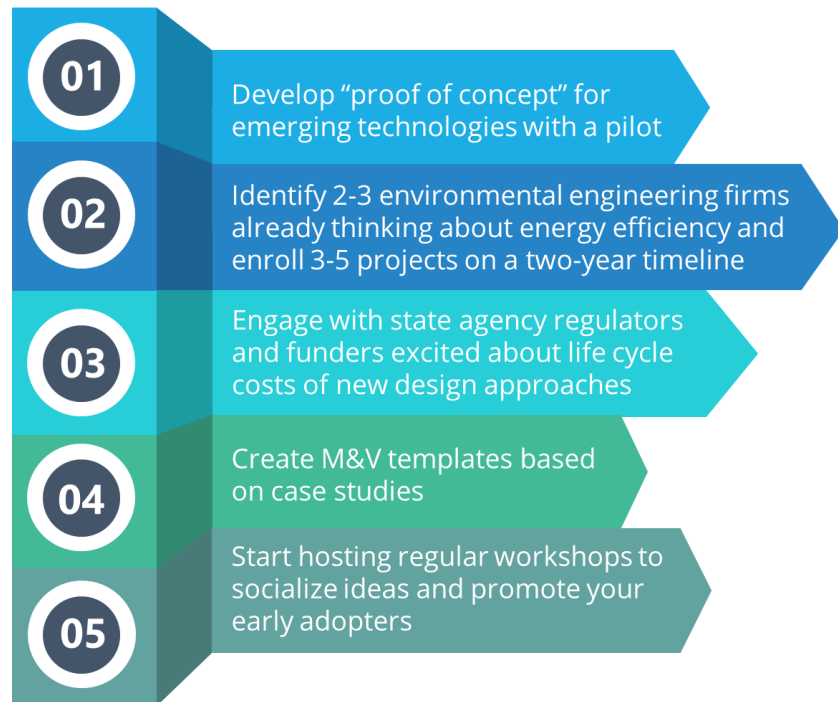 01
Develop “proof of concept” for
emerging technologies with a pilot
02
Identify 2-3 environmental engineering firms
already thinking about energy efficiency and
enroll 3-5 projects on a two-year timeline
03
Engage with state agency regulators
and funders excited about life cycle
costs of new design approaches
04
Create M&V templates based
on case studies
05
Start hosting regular workshops to
socialize ideas and promote your
early adopters